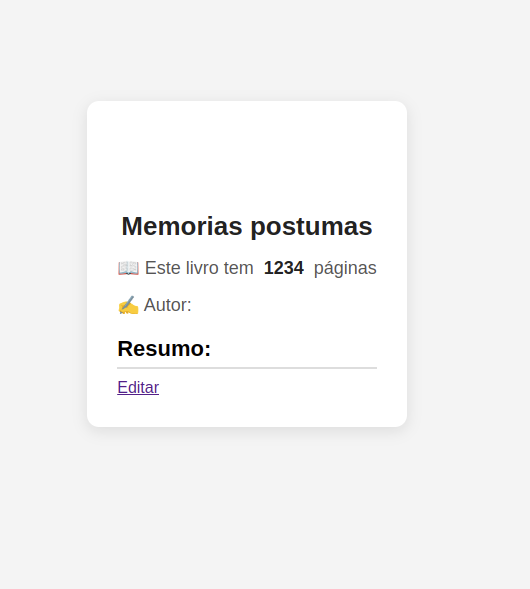 Memorias postumas
📖 Este livro tem 1234 páginas
✍️ Autor:
Resumo:
Editar